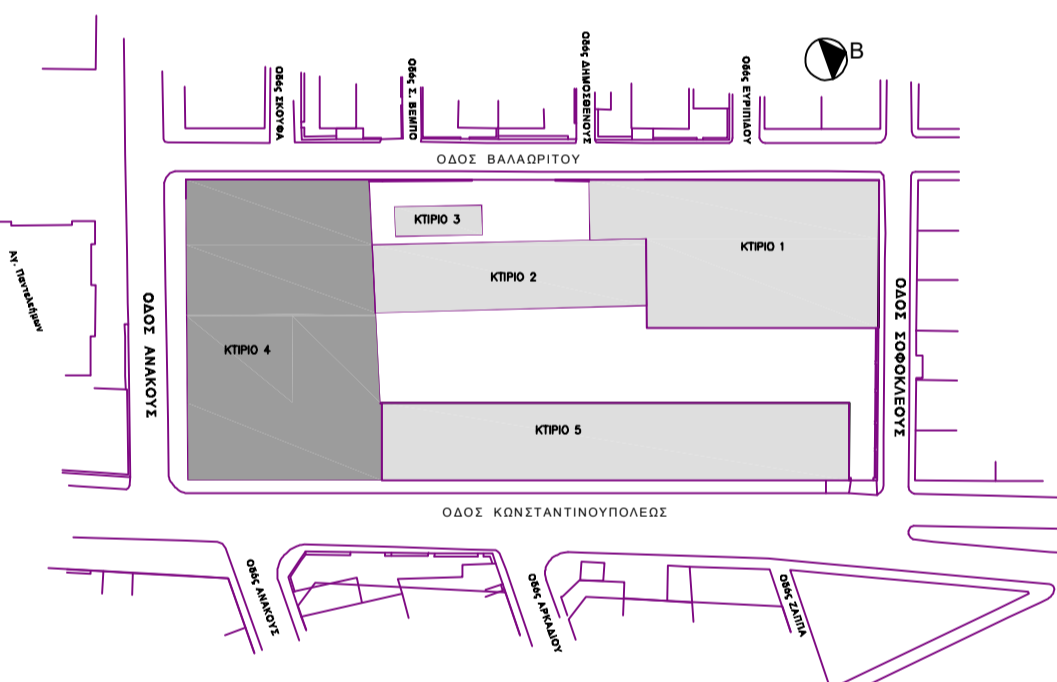 Οδός ΣΚΟΥΦΑ
Οδός Σ. ΒΕΜΠΟ
Οδός ΔΗΜΟΣΘΕΝΟΥΣ
Οδός ΕΥΡΙΠΙΔΟΥ
Β
ΟΔΟΣ ΒΑΛΑΩΡΙΤΟΥ
ΚΤΙΡΙΟ 3
ΚΤΙΡΙΟ 1
ΚΤΙΡΙΟ 2
Αγ. Παντελεήμων
ΟΔΟΣ ΑΝΑΚΟΥΣ
ΚΤΙΡΙΟ 4
ΟΔΟΣ ΣΟΦΟΚΛΕΟΥΣ
ΚΤΙΡΙΟ 5
ΟΔΟΣ ΚΩΝΣΤΑΝΤΙΝΟΥΠΟΛΕΩΣ
Οδός ΑΝΑΚΟΥΣ
Οδός ΑΡΚΑΔΙΟΥ
Οδός ΖΑΠΠΑ